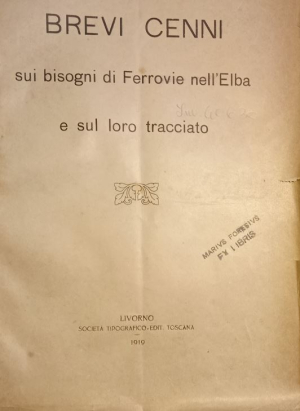 BREVI CENNI
sui bisogni di Ferrovie nell'Elba
e sul loro tracciato
MARIVS FORESIVS
EX LIBRIS
LIVORNO
SOCIETÀ TIPOGRAFICO-EDIT. TOSCANA
1919